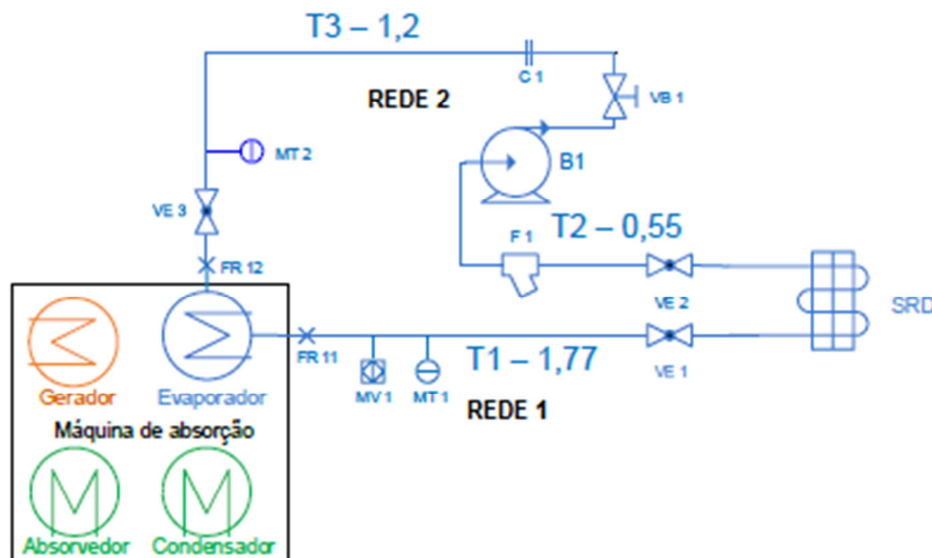 T3 – 1,2
C 1
VB 1
REDE 2
MT 2
B1
VE 3
F 1
T2 – 0,55
FR 12
VE 2
SRD
FR 11
T1 – 1,77
VE 1
Gerador
Evaporador
MV 1
MT 1
REDE 1
Máquina de absorção
Absorvedor
Condensador